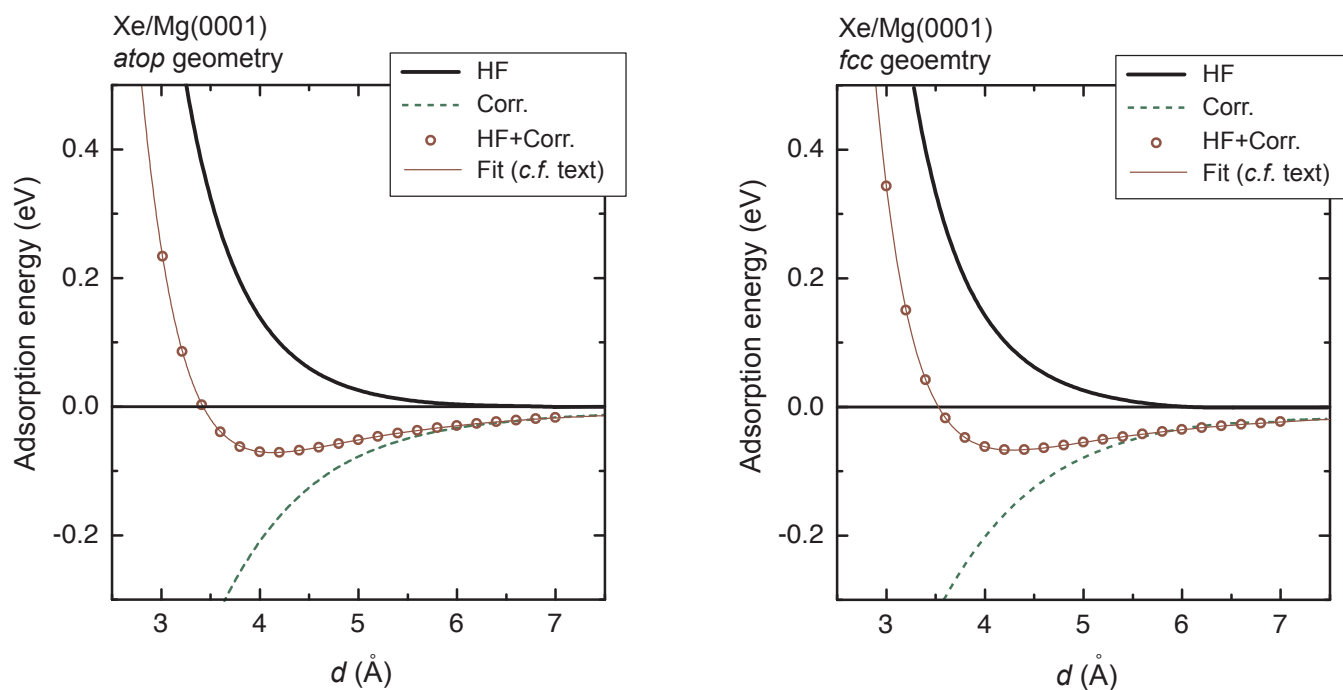 Xe/Mg(0001)
atop geometry
HF
Corr.
HF+Corr.
Fit (c.f. text)
0.4
0.2
0.0
-0.2
Adsorption energy (eV)
3 4 5 6 7
d (Å)
Xe/Mg(0001)
fcc geoemtry
HF
Corr.
HF+Corr.
Fit (c.f. text)
0.4
0.2
0.0
-0.2
Adsorption energy (eV)
3 4 5 6 7
d (Å)